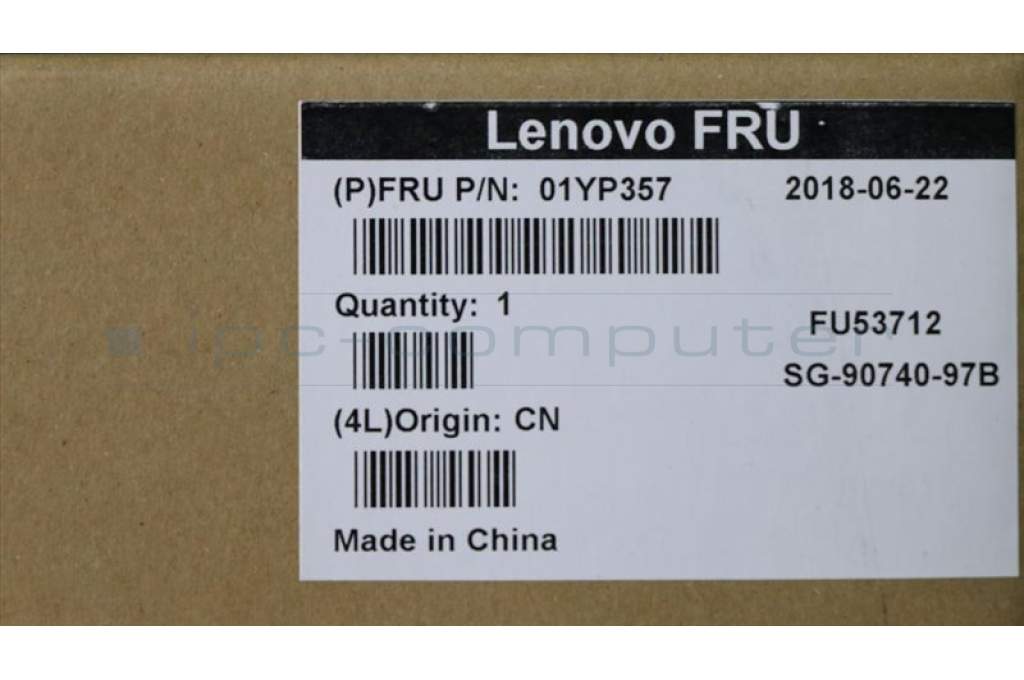 Lenovo FRU
(P)FRU P/N: 01YP357 2018-06-22
Quantity: 1
FU53712
ipc-computer
SG-90740-97B
(4L)Origin: CN
Made in China